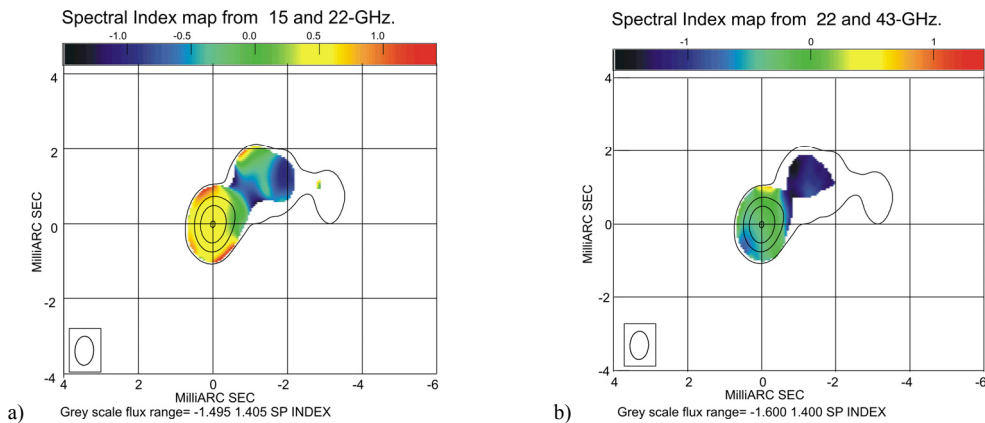 a)
Spectral Index map from 15 and 22-GHz.
-1.0 -0.5 0.0 0.5 1.0
4
2
0
-2
-4
MilliARC SEC
4 2 0 -2 -4 -6
MilliARC SEC
Grey scale flux range= -1.495 1.405 SP INDEX
b)
Spectral Index map from 22 and 43-GHz.
-1 0 1
4
2
0
-2
-4
MilliARC SEC
4 2 0 -2 -4 -6
MilliARC SEC
Grey scale flux range= -1.600 1.400 SP INDEX